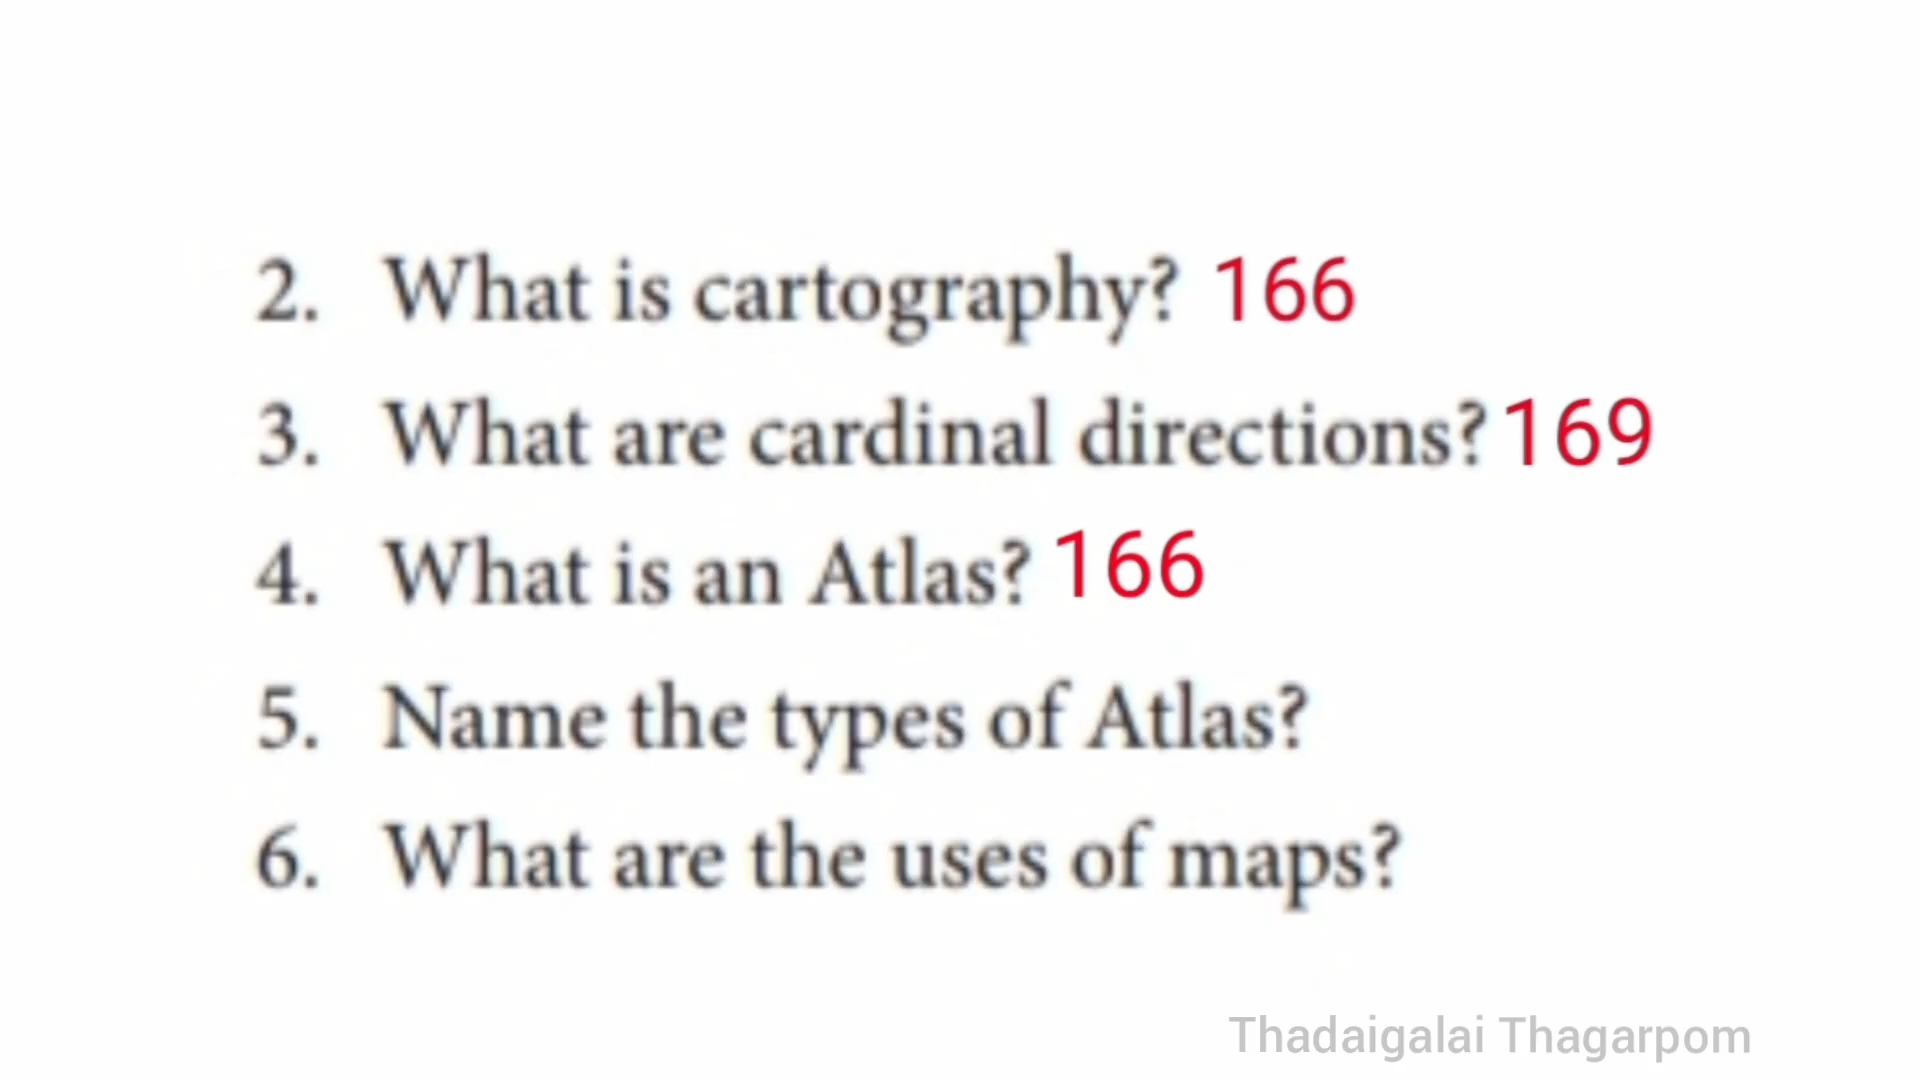 2. What is cartography? 166
3. What are cardinal directions? 169
4. What is an Atlas? 166
5. Name the types of Atlas?
6. What are the uses of maps?
Thadaigalai Thagarpom